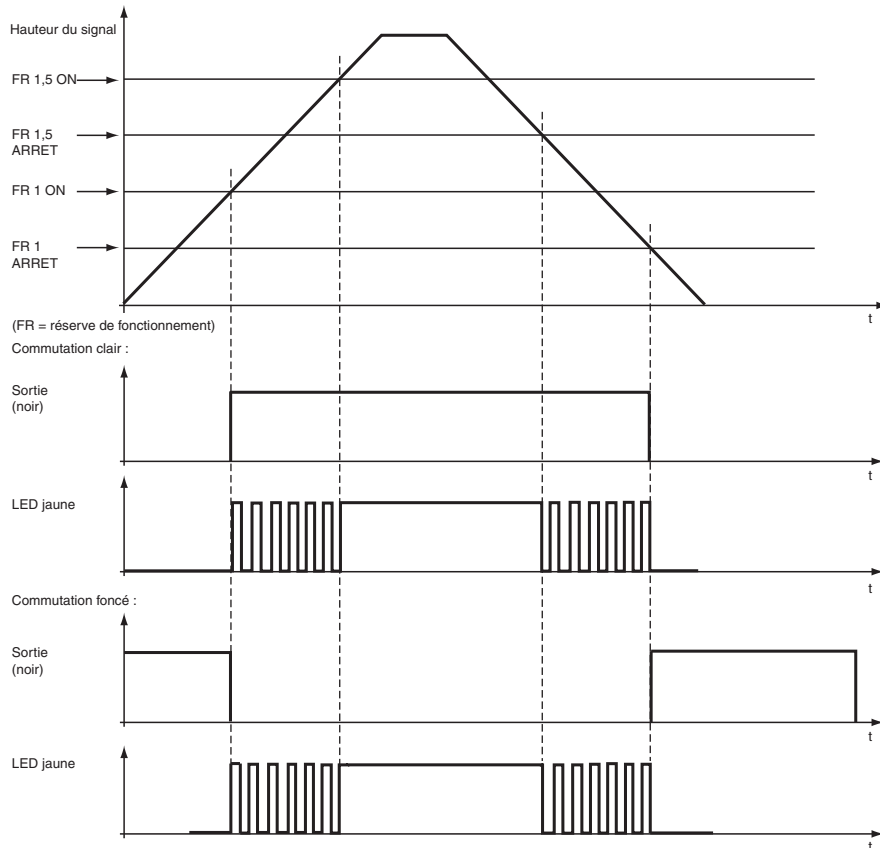 Hauteur du signal
FR 1,5 ON
FR 1,5
ARRET
FR 1 ON
FR 1
ARRET
t
(FR = réserve de fonctionnement)
Commutation clair :
Sortie
(noir)
t
LED jaune
t
Commutation foncé :
Sortie
(noir)
t
LED jaune
t